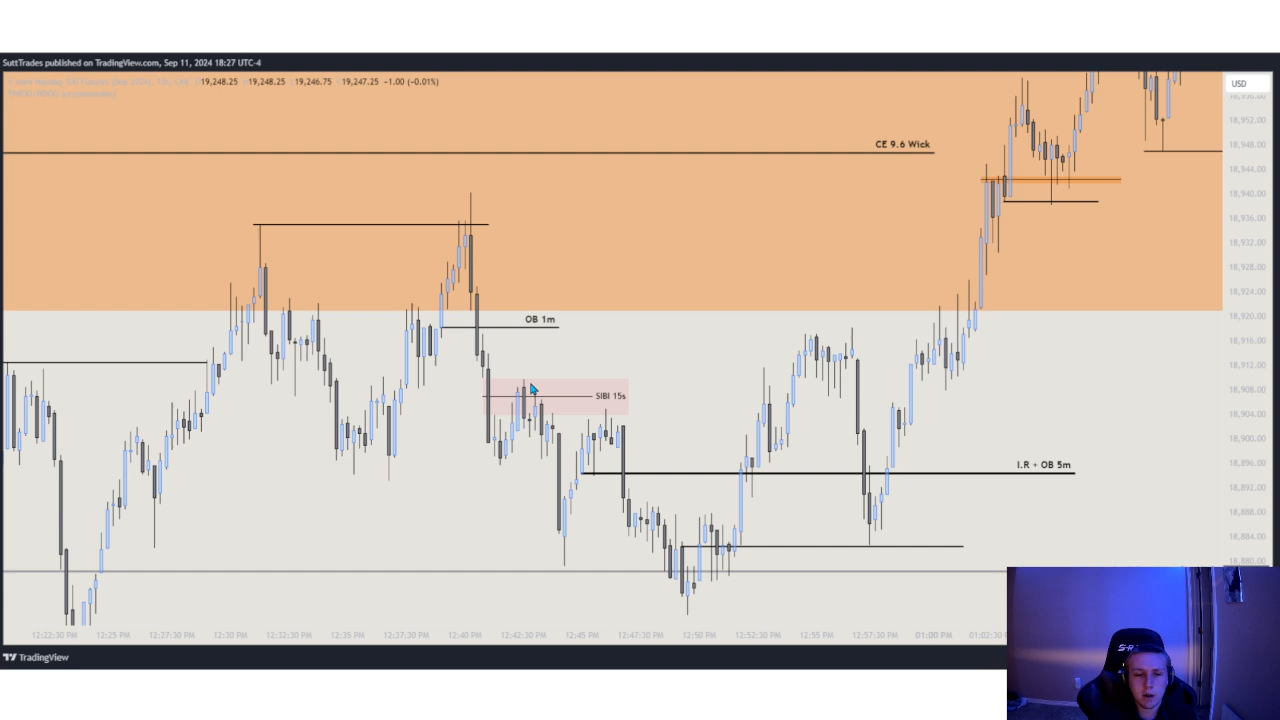 SuttTrades published on TradingView.com, Sep 11, 2024 18:27 UTC-4
19,248.25 19,248.25 19,246.75 19,247.25 −1.00 (−0.01%)
USD
18,952.00
CE 9.6 Wick
18,948.00
18,944.00
18,940.00
18,936.00
18,932.00
18,928.00
18,924.00
OB 1m
18,920.00
18,916.00
18,912.00
18,908.00
SIBI 15s
18,904.00
18,900.00
I.R + OB 5m
18,896.00
18,892.00
18,888.00
18,884.00
18,880.00
12:22:30 PM 12:25 PM 12:27:30 PM 12:30 PM 12:32:30 PM 12:35 PM 12:37:30 PM 12:40 PM 12:42:30 PM 12:45 PM 12:47:30 PM 12:50 PM 12:52:30 PM 12:55 PM 12:57:30 PM 01:00 PM 01:02:30
TradingView